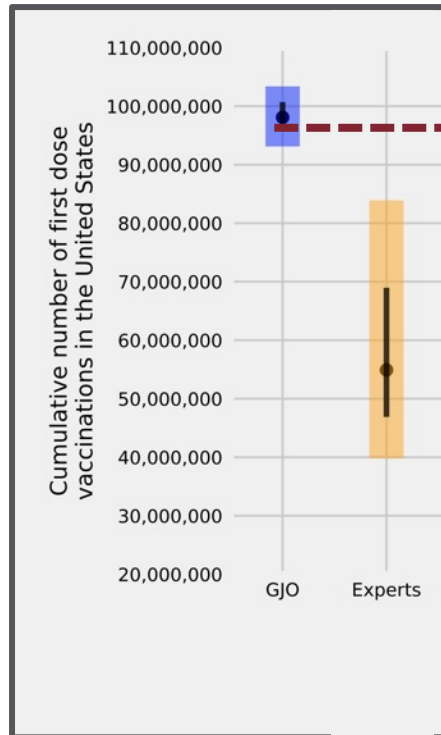 Cumulative number of first dose
vaccinations in the United States
110,000,000
100,000,000
90,000,000
80,000,000
70,000,000
60,000,000
50,000,000
40,000,000
30,000,000
20,000,000
GJO
Experts